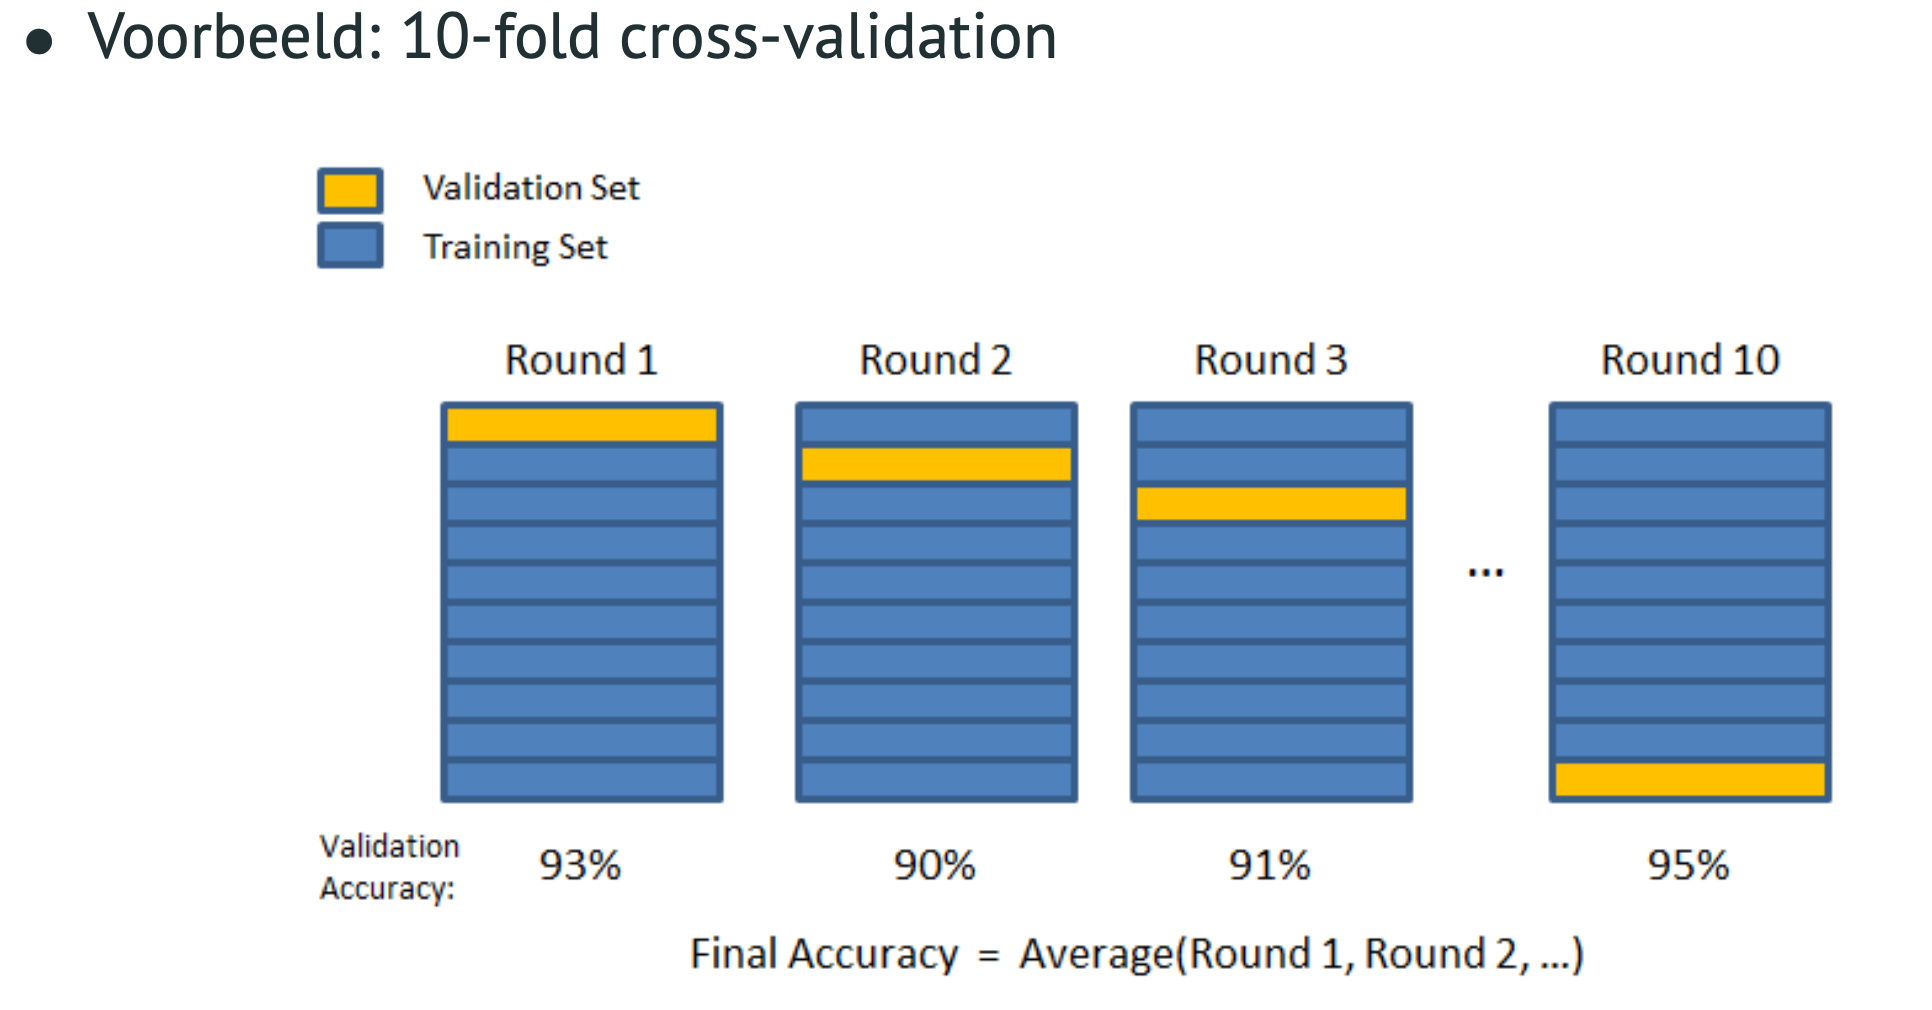 • Voorbeeld: 10-fold cross-validation
Validation Set
Training Set
Round 1 Round 2 Round 3 Round 10
...
Validation Accuracy: 93% 90% 91% 95%
Final Accuracy = Average(Round 1, Round 2, ...)